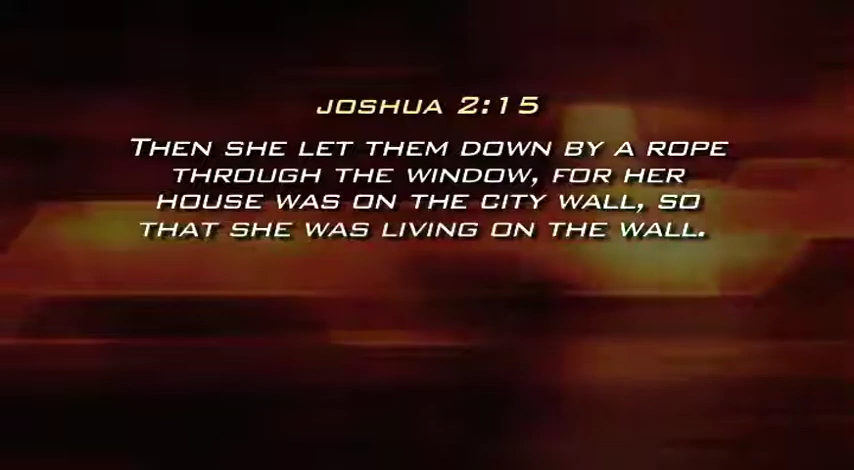 JOSHUA 2:15
THEN SHE LET THEM DOWN BY A ROPE
THROUGH THE WINDOW, FOR HER
HOUSE WAS ON THE CITY WALL, SO
THAT SHE WAS LIVING ON THE WALL.